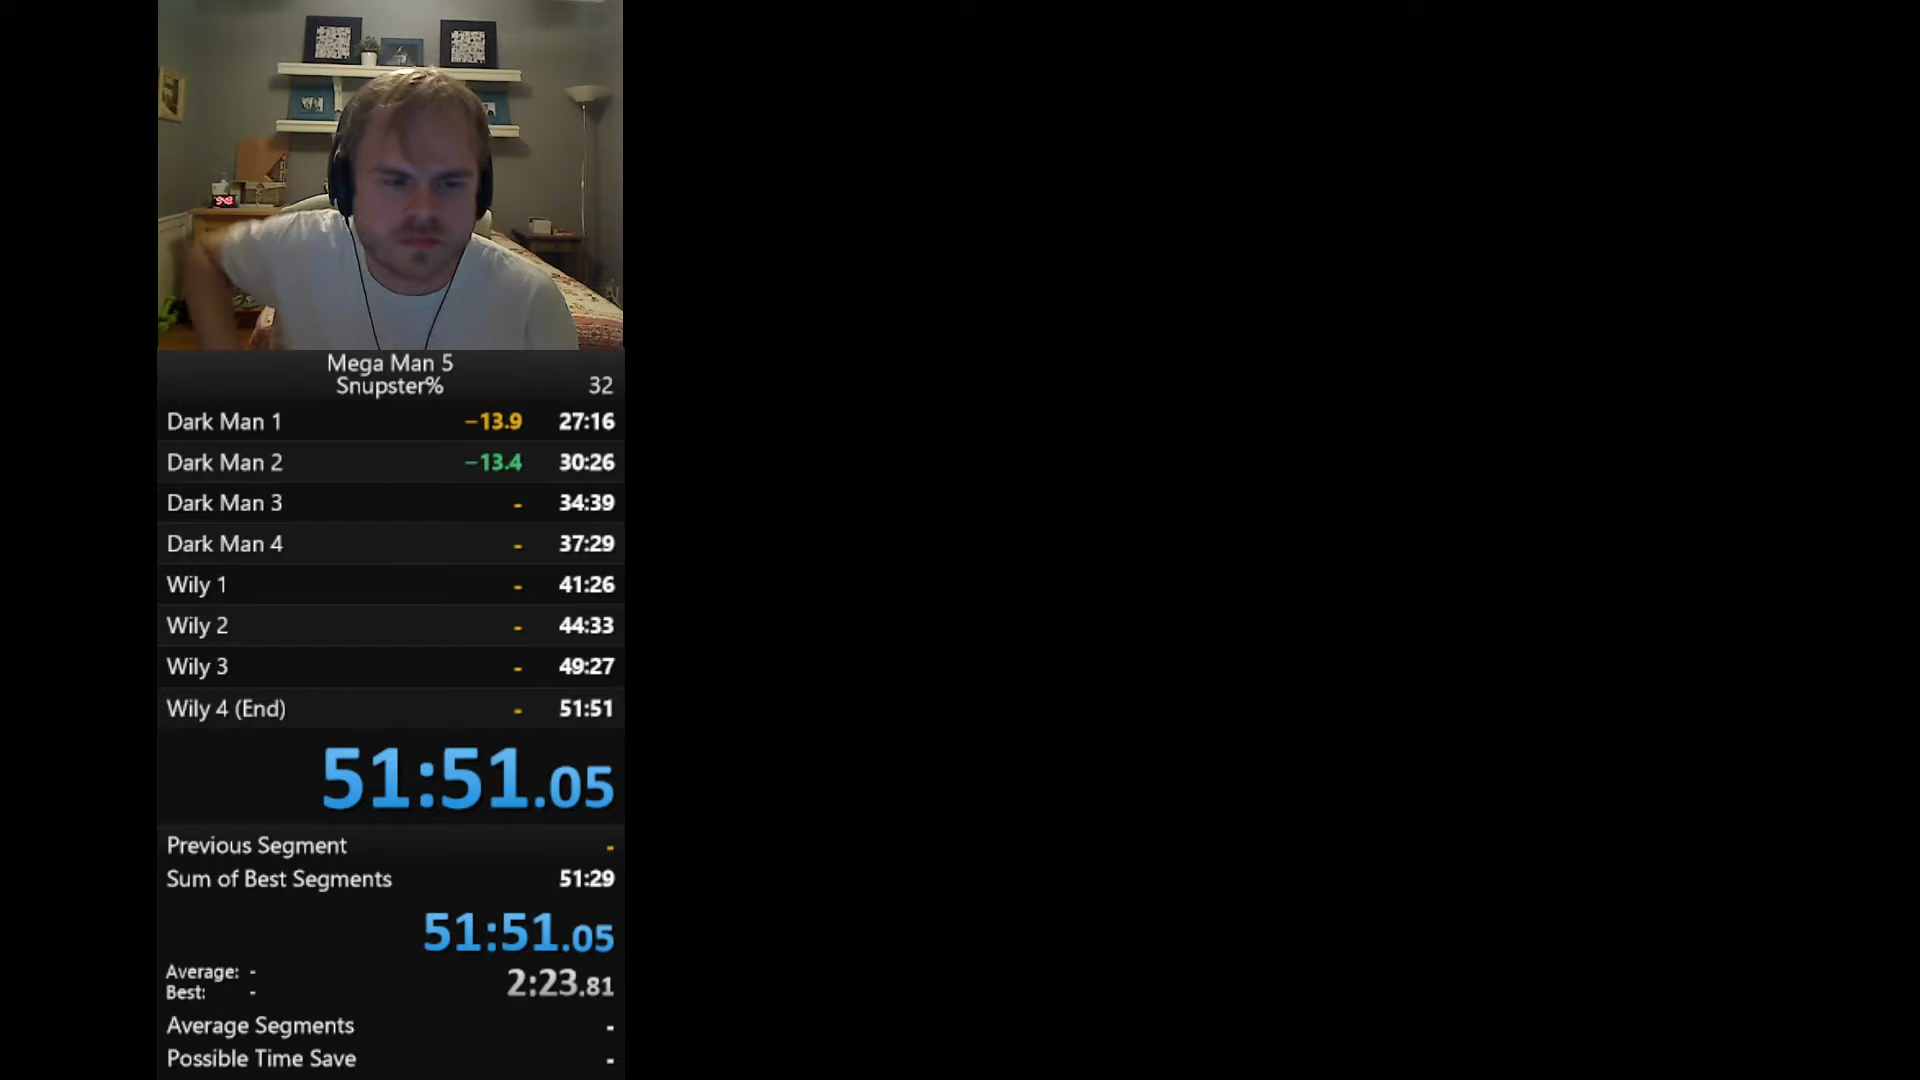 Mega Man 5
Snupster% 32
Dark Man 1 −13.9 27:16
Dark Man 2 −13.4 30:26
Dark Man 3 - 34:39
Dark Man 4 - 37:29
Wily 1 - 41:26
Wily 2 - 44:33
Wily 3 - 49:27
Wily 4 (End) - 51:51
51:51.05
Previous Segment -
Sum of Best Segments 51:29
51:51.05
Average: -
Best: -
2:23.81
Average Segments -
Possible Time Save -